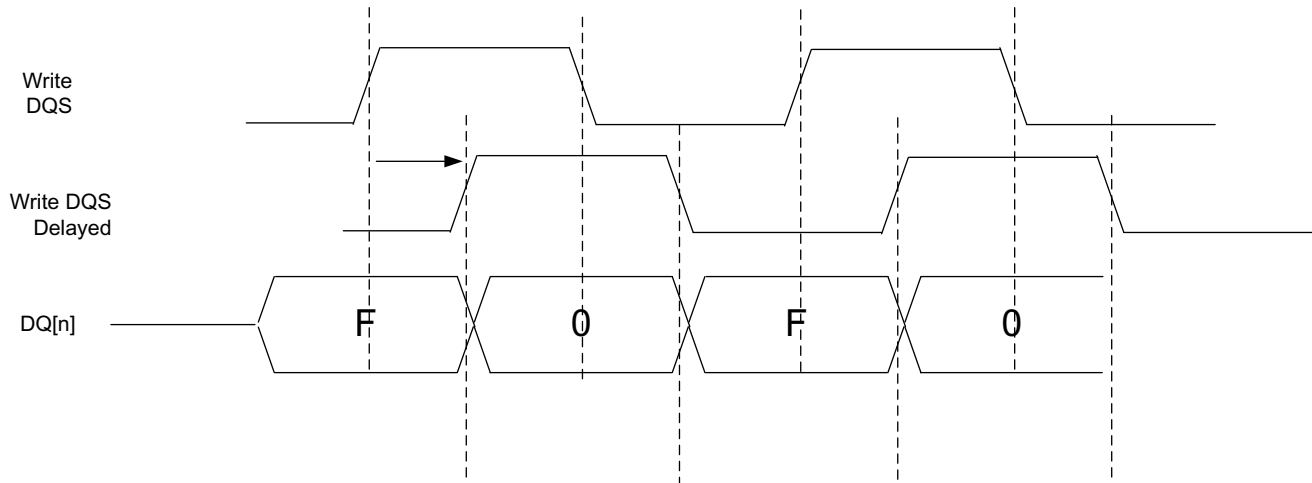 Write
DQS
Write DQS
Delayed
DQ[n]
F
0
F
0